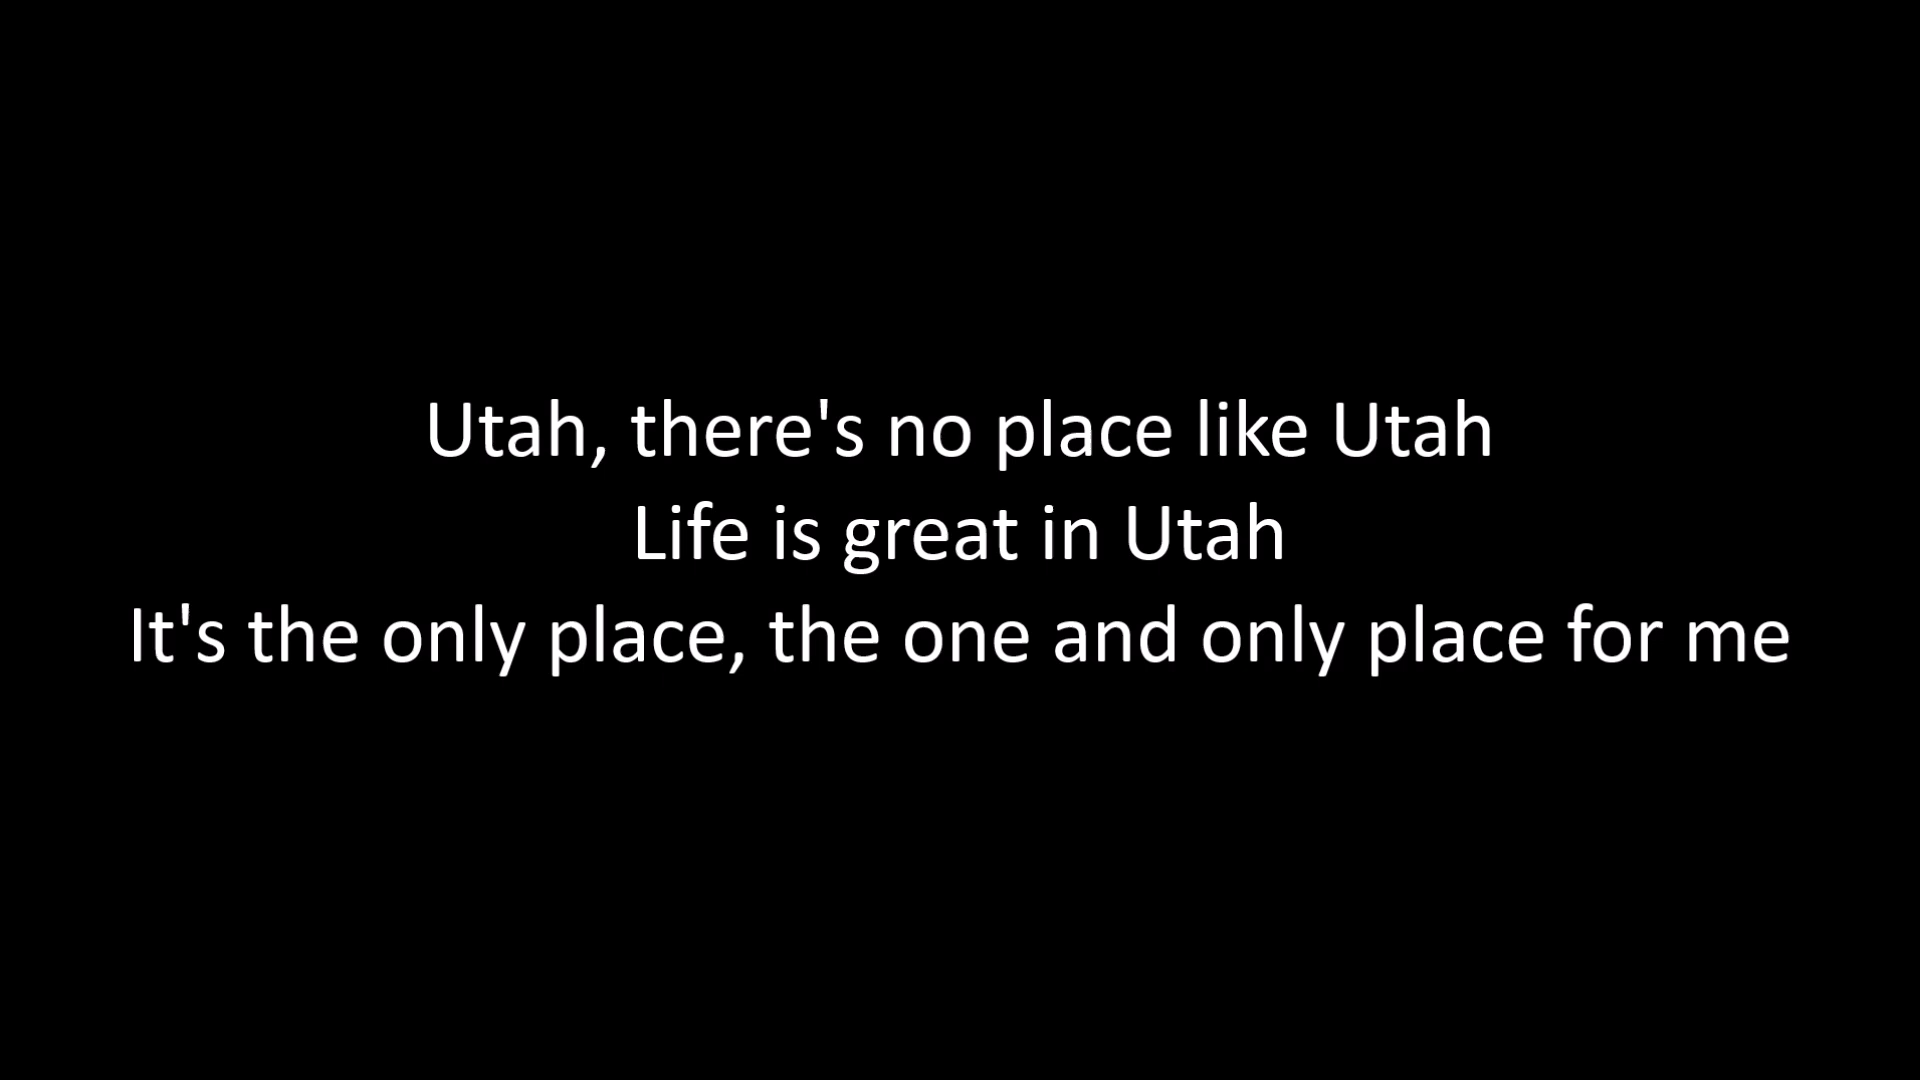 Utah, there's no place like Utah
Life is great in Utah
It's the only place, the one and only place for me